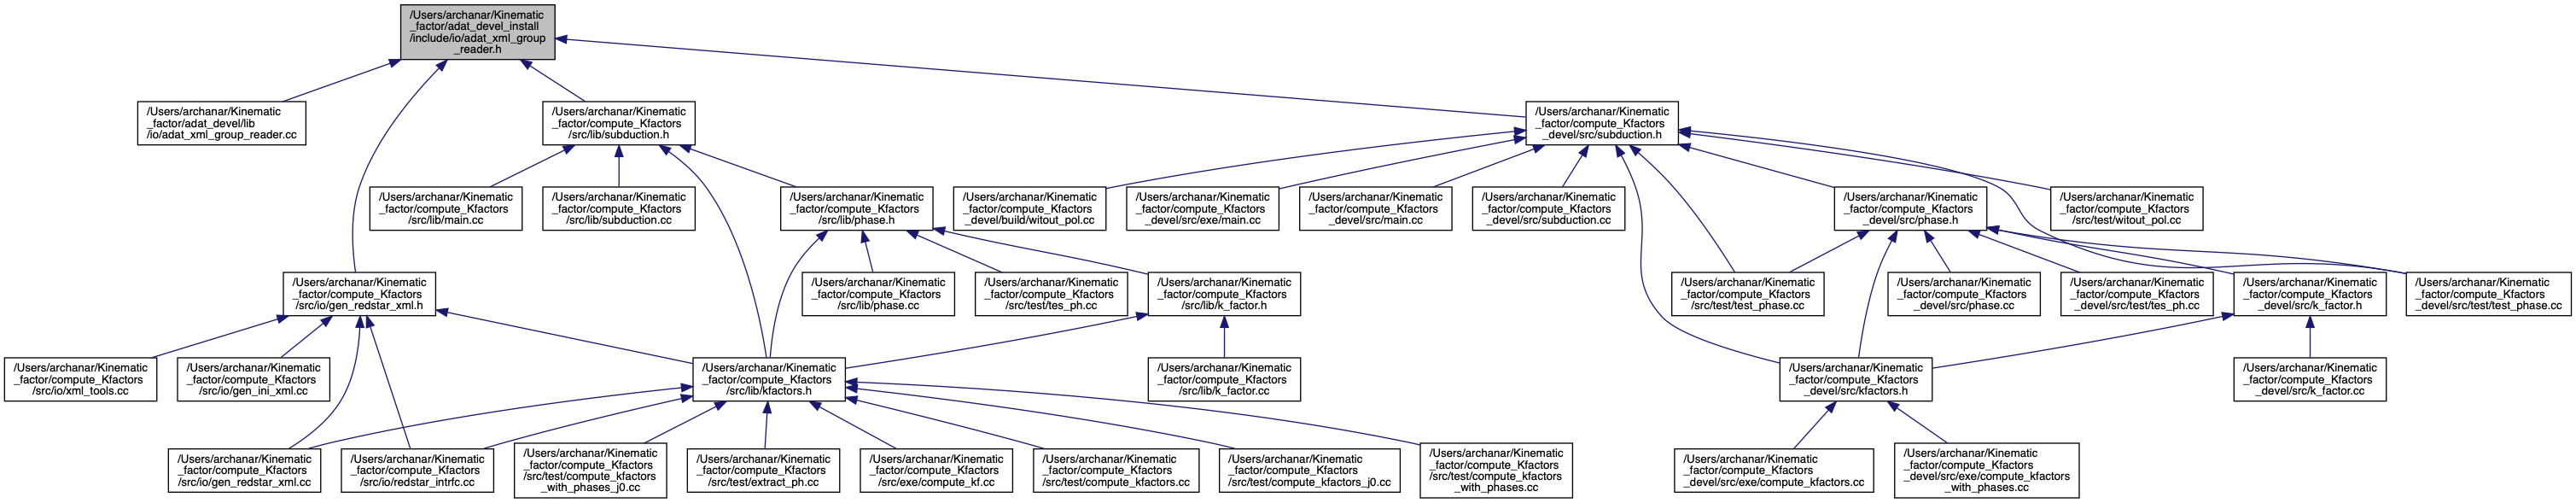 /Users/archanar/Kinematic
_factor/adat_devel_install
/include/io/adat_xml_group
_reader.h
/Users/archanar/Kinematic
_factor/adat_devel/lib
/io/adat_xml_group_reader.cc
/Users/archanar/Kinematic
_factor/compute_Kfactors
/src/lib/subduction.h
/Users/archanar/Kinematic
_factor/compute_Kfactors
_devel/src/subduction.h
/Users/archanar/Kinematic
_factor/compute_Kfactors
/src/lib/main.cc
/Users/archanar/Kinematic
_factor/compute_Kfactors
/src/lib/subduction.cc
/Users/archanar/Kinematic
_factor/compute_Kfactors
/src/lib/phase.h
/Users/archanar/Kinematic
_factor/compute_Kfactors
_devel/build/witout_pol.cc
/Users/archanar/Kinematic
_factor/compute_Kfactors
_devel/src/exe/main.cc
/Users/archanar/Kinematic
_factor/compute_Kfactors
_devel/src/main.cc
/Users/archanar/Kinematic
_factor/compute_Kfactors
_devel/src/subduction.cc
/Users/archanar/Kinematic
_factor/compute_Kfactors
_devel/src/phase.h
/Users/archanar/Kinematic
_factor/compute_Kfactors
/src/test/witout_pol.cc
/Users/archanar/Kinematic
_factor/compute_Kfactors
/src/io/gen_redstar_xml.h
/Users/archanar/Kinematic
_factor/compute_Kfactors
/src/lib/phase.cc
/Users/archanar/Kinematic
_factor/compute_Kfactors
/src/test/tes_ph.cc
/Users/archanar/Kinematic
_factor/compute_Kfactors
/src/lib/k_factor.h
/Users/archanar/Kinematic
_factor/compute_Kfactors
/src/test/test_phase.cc
/Users/archanar/Kinematic
_factor/compute_Kfactors
_devel/src/phase.cc
/Users/archanar/Kinematic
_factor/compute_Kfactors
_devel/src/test/tes_ph.cc
/Users/archanar/Kinematic
_factor/compute_Kfactors
_devel/src/k_factor.h
/Users/archanar/Kinematic
_factor/compute_Kfactors
_devel/src/test/test_phase.cc
/Users/archanar/Kinematic
_factor/compute_Kfactors
/src/io/xml_tools.cc
/Users/archanar/Kinematic
_factor/compute_Kfactors
/src/io/gen_ini_xml.cc
/Users/archanar/Kinematic
_factor/compute_Kfactors
/src/lib/kfactors.h
/Users/archanar/Kinematic
_factor/compute_Kfactors
/src/lib/k_factor.cc
/Users/archanar/Kinematic
_factor/compute_Kfactors
_devel/src/kfactors.h
/Users/archanar/Kinematic
_factor/compute_Kfactors
_devel/src/k_factor.cc
/Users/archanar/Kinematic
_factor/compute_Kfactors
/src/io/gen_redstar_xml.cc
/Users/archanar/Kinematic
_factor/compute_Kfactors
/src/io/redstar_intrfc.cc
/Users/archanar/Kinematic
_factor/compute_Kfactors
/src/test/compute_kfactors
_with_phases_j0.cc
/Users/archanar/Kinematic
_factor/compute_Kfactors
/src/test/extract_ph.cc
/Users/archanar/Kinematic
_factor/compute_Kfactors
/src/exe/compute_kf.cc
/Users/archanar/Kinematic
_factor/compute_Kfactors
/src/test/compute_kfactors.cc
/Users/archanar/Kinematic
_factor/compute_Kfactors
/src/test/compute_kfactors_j0.cc
/Users/archanar/Kinematic
_factor/compute_Kfactors
/src/test/compute_kfactors
_with_phases.cc
/Users/archanar/Kinematic
_factor/compute_Kfactors
_devel/src/exe/compute_kfactors.cc
/Users/archanar/Kinematic
_factor/compute_Kfactors
_devel/src/exe/compute_kfactors
_with_phases.cc